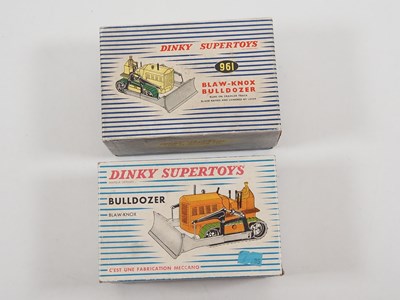 DINKY SUPERTOYS
961
BLAW-KNOX
BULLDOZER
DINKY SUPERTOYS
BULLDOZER
BLAW-KNOX
C'EST UNE FABRICATION MECCANO